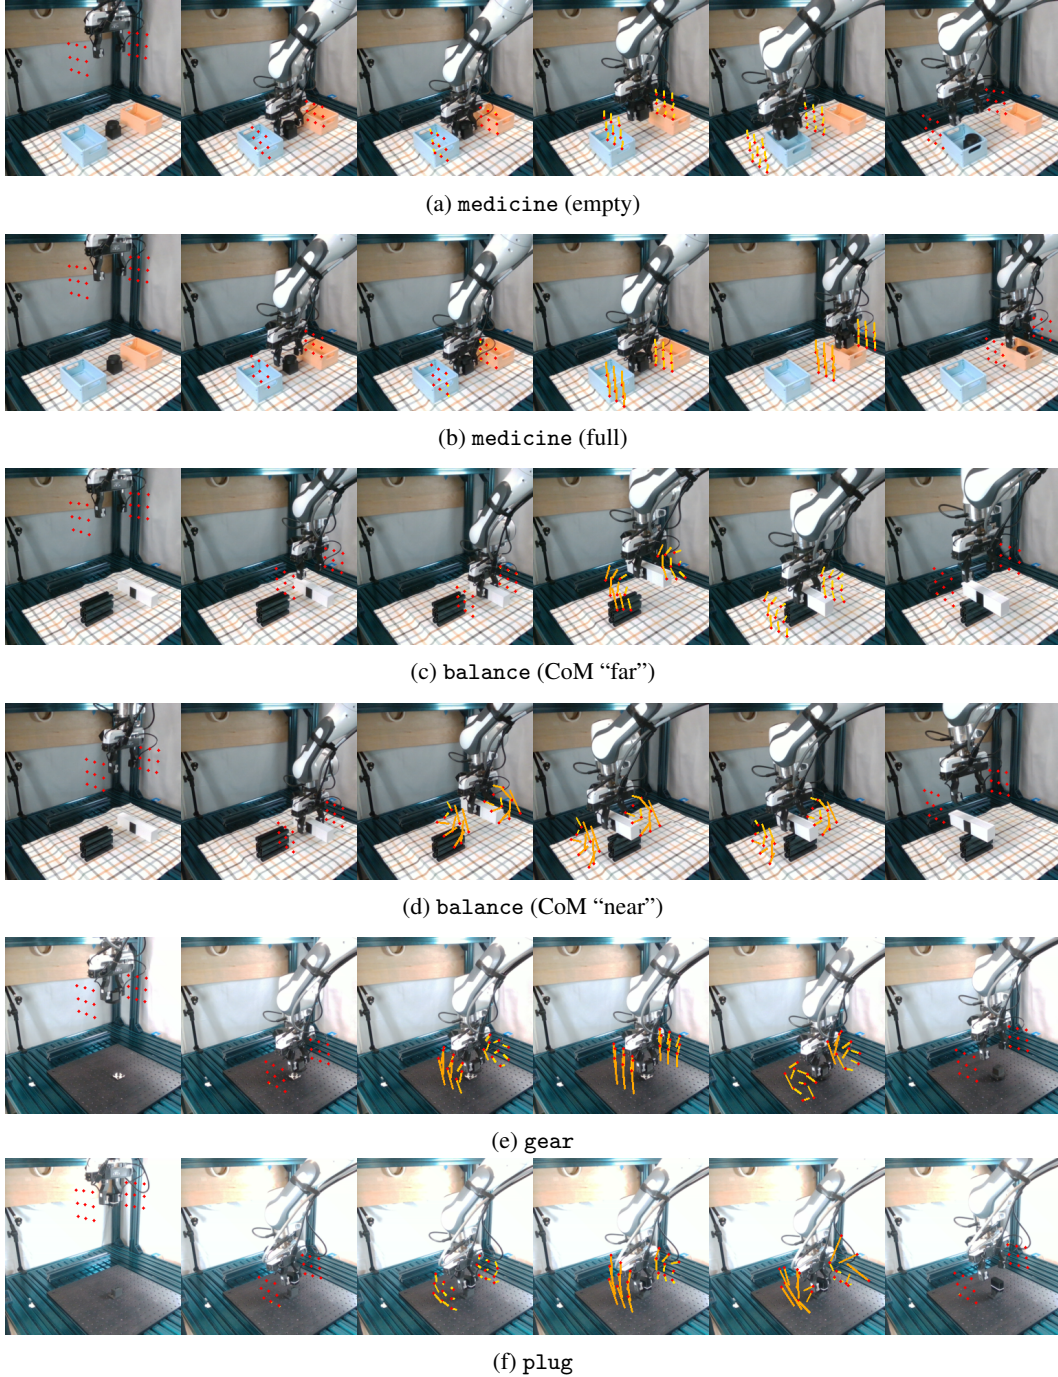 (a) medicine (empty)
(b) medicine (full)
(c) balance (CoM “far”)
(d) balance (CoM “near”)
(e) gear
(f) plug